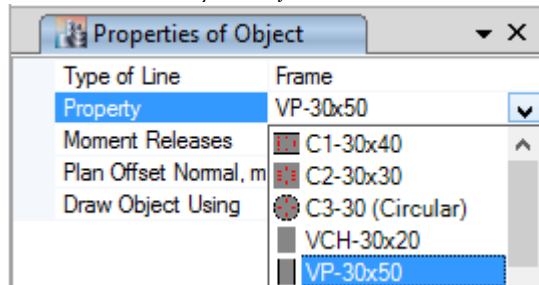 Properties of Object
Type of Line Frame
Property VP-30x50
Moment Releases C1-30x40
Plan Offset Normal, m C2-30x30
Draw Object Using C3-30 (Circular)
VCH-30x20
VP-30x50